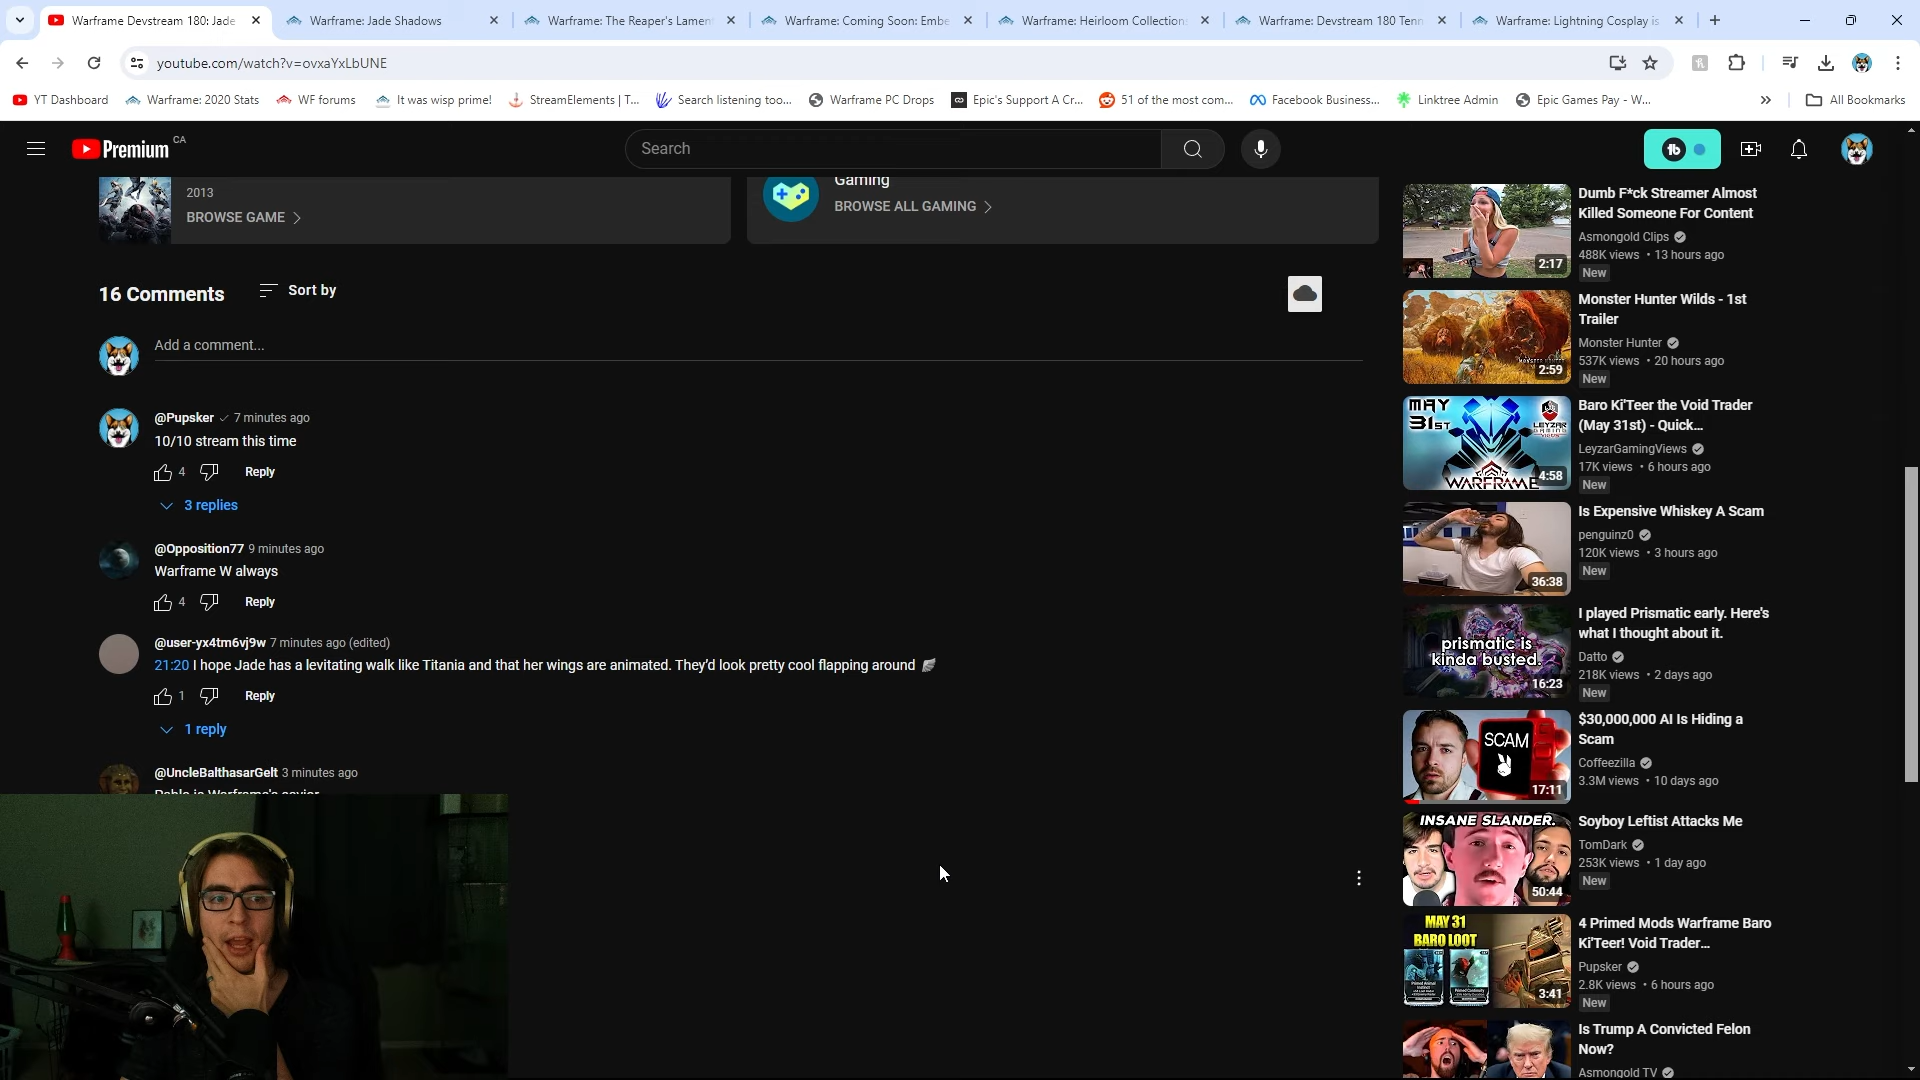 Warframe Devstream 180: Jade
Warframe: Jade Shadows
Warframe: The Reaper's Lament
Warframe: Coming Soon: Embe
Warframe: Heirloom Collection
Warframe: Devstream 180 Tenn
Warframe: Lightning Cosplay is
youtube.com/watch?v=ovxaYxLbUNE
YT Dashboard
Warframe: 2020 Stats
WF forums
It was wisp prime!
StreamElements | T...
Search listening too...
Warframe PC Drops
Epic's Support A Cr...
51 of the most com...
Facebook Business...
Linktree Admin
Epic Games Pay - W...
All Bookmarks
Premium CA
Search
2013
BROWSE GAME
Gaming
BROWSE ALL GAMING
16 Comments
Sort by
Add a comment...
@Pupsker 7 minutes ago
10/10 stream this time
4 Reply
3 replies
@Opposition77 9 minutes ago
Warframe W always
4 Reply
@user-yx4tm6vj9w 7 minutes ago (edited)
21:20 I hope Jade has a levitating walk like Titania and that her wings are animated. They'd look pretty cool flapping around
1 Reply
1 reply
@UncleBalthasarGelt 3 minutes ago
Pablo is Warframe's savior
Dumb F*ck Streamer Almost
Killed Someone For Content
Asmongold Clips
488K views • 13 hours ago
New
2:17
Monster Hunter Wilds - 1st
Trailer
Monster Hunter
537K views • 20 hours ago
New
2:59
MAY
31ST
LEYZAR
GAMING
VIEWS
WARFRAME
4:58
Baro Ki'Teer the Void Trader
(May 31st) - Quick...
LeyzarGamingViews
17K views • 6 hours ago
New
Is Expensive Whiskey A Scam
penguinz0
120K views • 3 hours ago
New
36:38
prismatic is
kinda busted.
16:23
I played Prismatic early. Here's
what I thought about it.
Datto
218K views • 2 days ago
New
SCAM
17:11
$30,000,000 AI Is Hiding a
Scam
Coffeezilla
3.3M views • 10 days ago
INSANE SLANDER.
50:44
Soyboy Leftist Attacks Me
TomDark
253K views • 1 day ago
New
MAY 31
BARO LOOT
3:41
4 Primed Mods Warframe Baro
Ki'Teer! Void Trader...
Pupsker
2.8K views • 6 hours ago
New
Is Trump A Convicted Felon
Now?
Asmongold TV